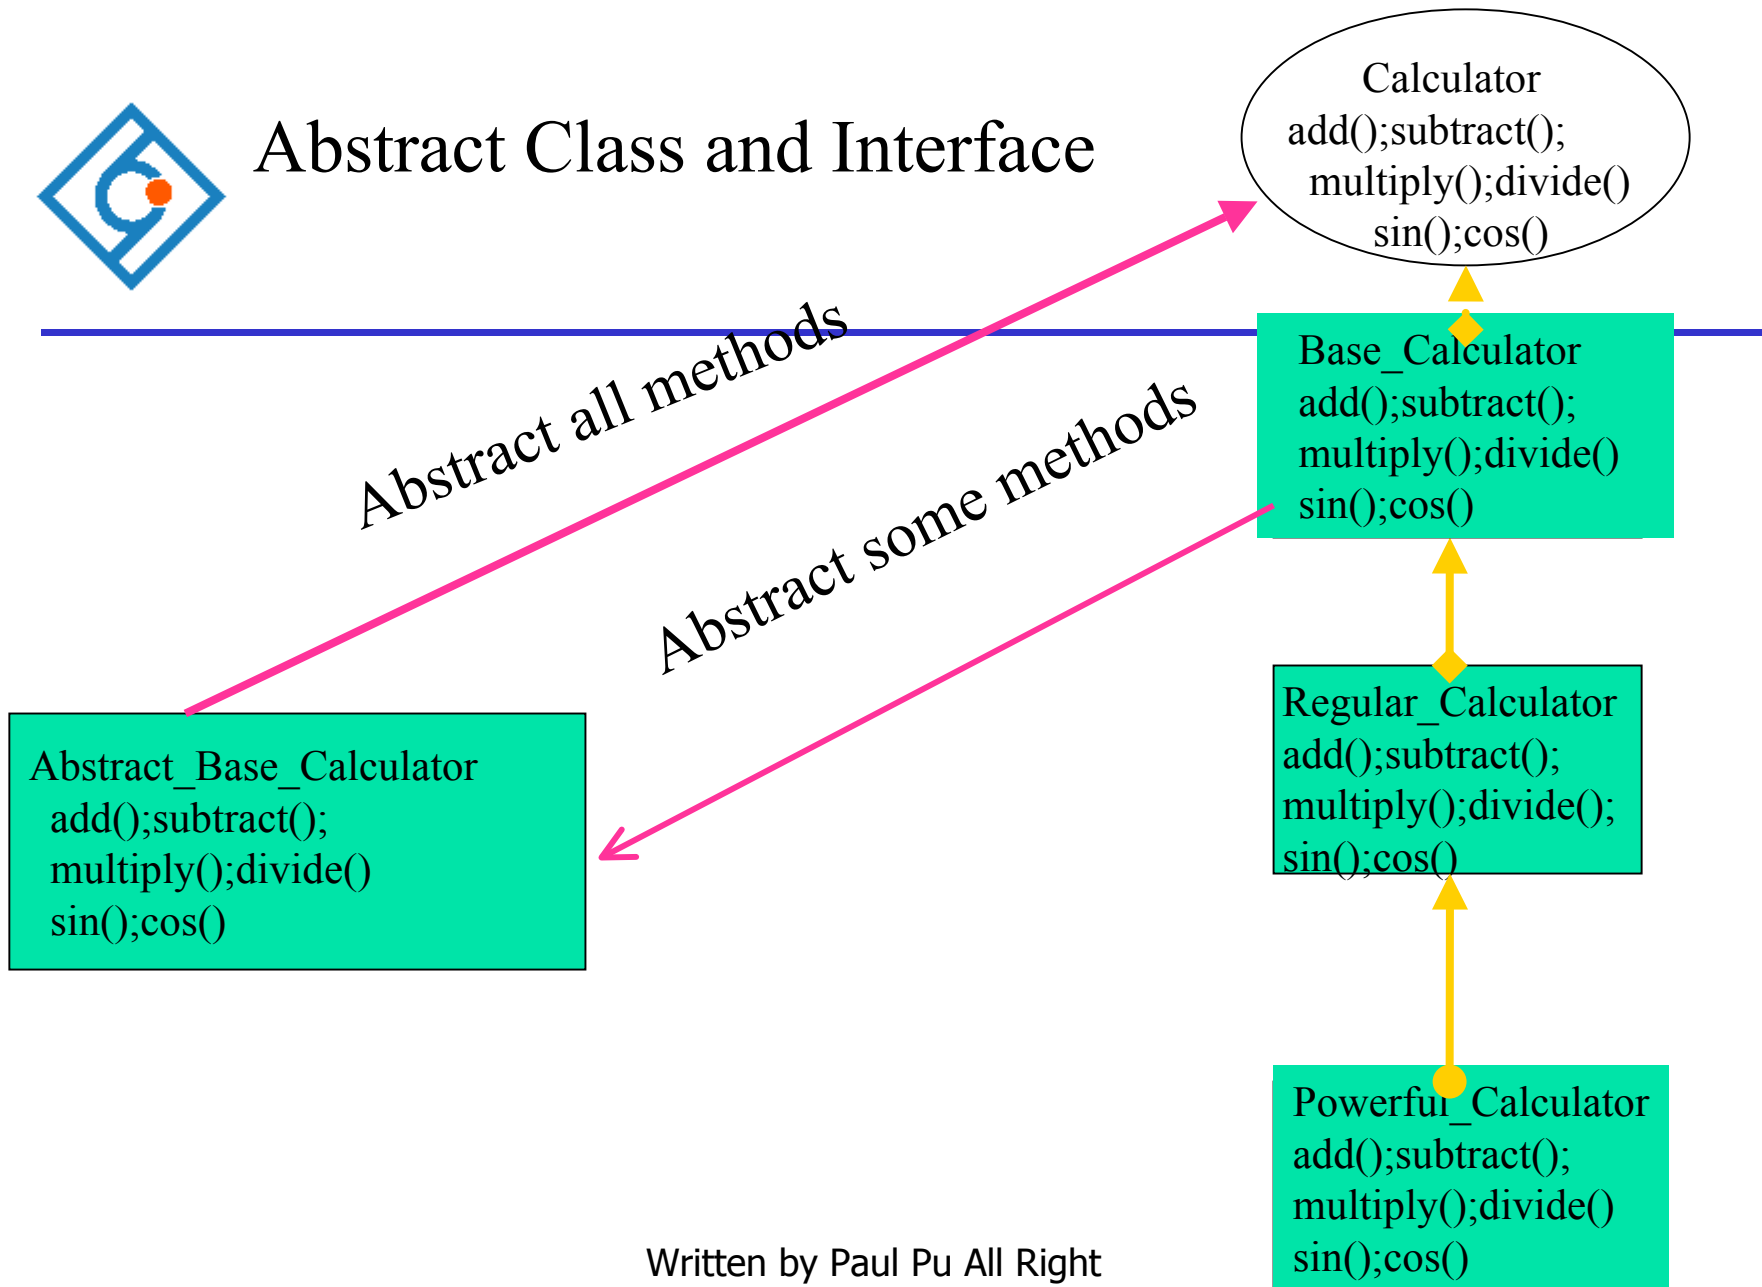 Abstract Class and Interface
Calculator
add();subtract();
multiply();divide()
sin();cos()
Abstract all methods
Abstract some methods
Base_Calculator
add();subtract();
multiply();divide()
sin();cos()
Regular_Calculator
add();subtract();
multiply();divide();
sin();cos()
Abstract_Base_Calculator
add();subtract();
multiply();divide()
sin();cos()
Powerful_Calculator
add();subtract();
multiply();divide()
sin();cos()
Written by Paul Pu All Right